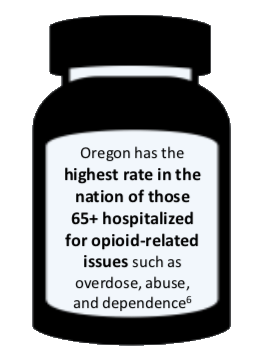 Oregon has the
highest rate in the
nation of those
65+ hospitalized
for opioid-related
issues such as
overdose, abuse,
and dependence⁶